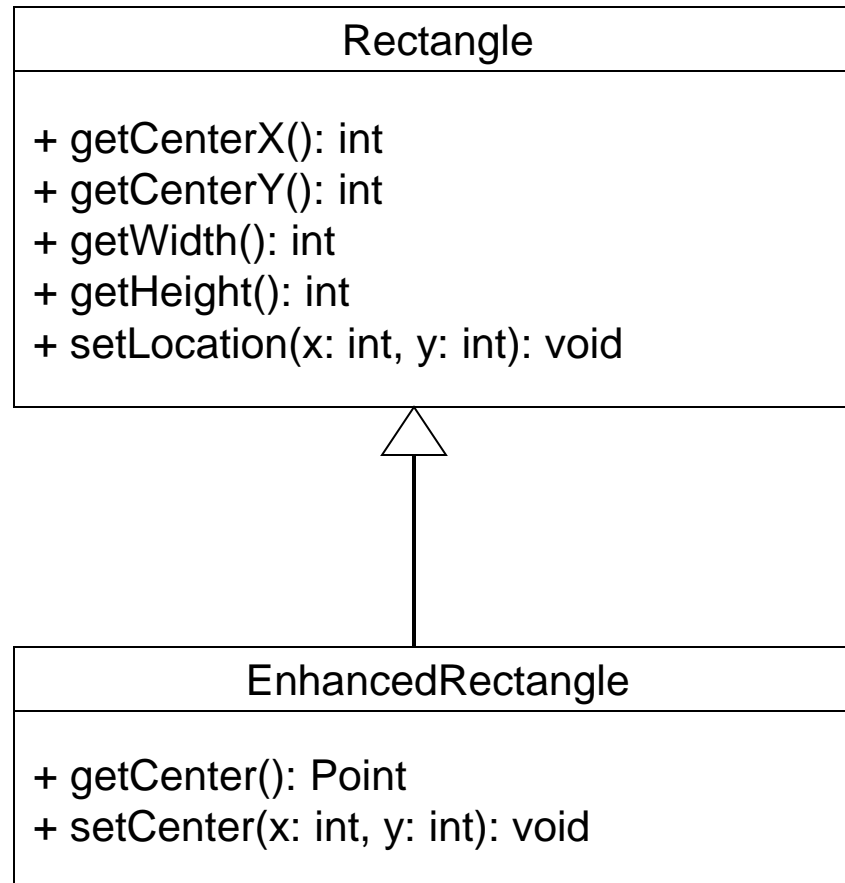 Rectangle
+ getCenterX(): int
+ getCenterY(): int
+ getWidth(): int
+ getHeight(): int
+ setLocation(x: int, y: int): void
EnhancedRectangle
+ getCenter(): Point
+ setCenter(x: int, y: int): void